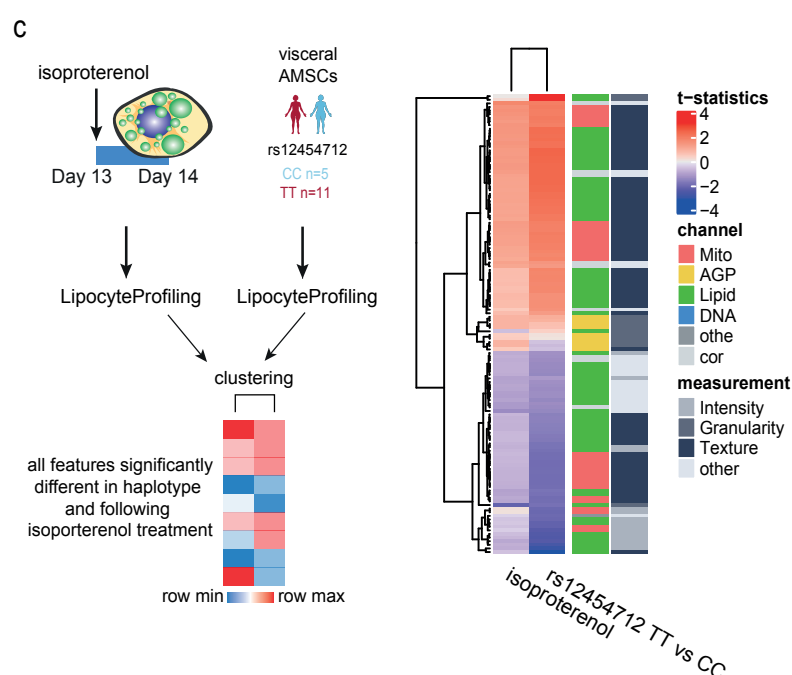 c
isoproterenol
Day 13
Day 14
visceral
AMSCs
rs12454712
CC n=5
TT n=11
LipocyteProfiling
LipocyteProfiling
clustering
all features significantly
different in haplotype
and following
isoporterenol treatment
row min
row max
isoproterenol
rs12454712 TT vs CC
t−statistics
4
2
0
−2
−4
channel
Mito
AGP
Lipid
DNA
othe
cor
measurement
Intensity
Granularity
Texture
other